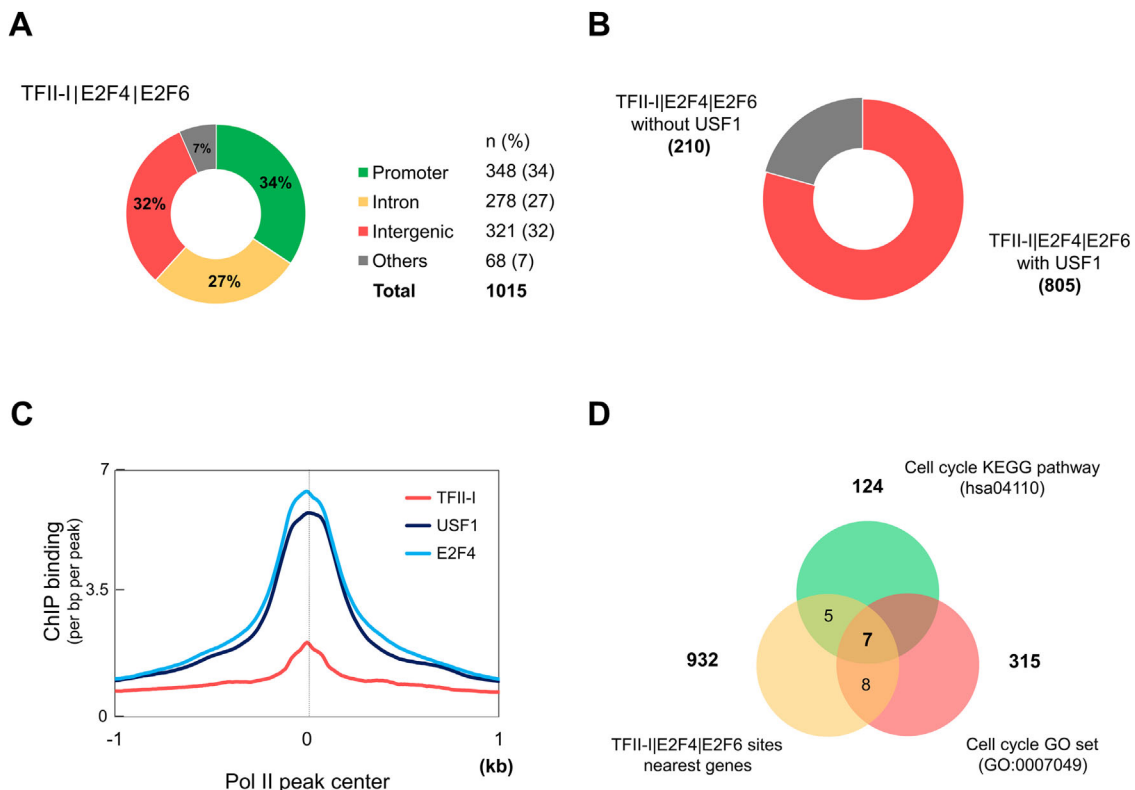 A
TFII-I|E2F4|E2F6
7%
34%
32%
27%
n (%)
Promoter 348 (34)
Intron 278 (27)
Intergenic 321 (32)
Others 68 (7)
Total 1015
B
TFII-I|E2F4|E2F6
without USF1
(210)
TFII-I|E2F4|E2F6
with USF1
(805)
C
ChIP binding
(per bp per peak)
7
3.5
0
TFII-I
USF1
E2F4
-1 0 1
(kb)
Pol II peak center
D
Cell cycle KEGG pathway
(hsa04110)
124
5
7
8
932
315
TFII-I|E2F4|E2F6 sites
nearest genes
Cell cycle GO set
(GO:0007049)